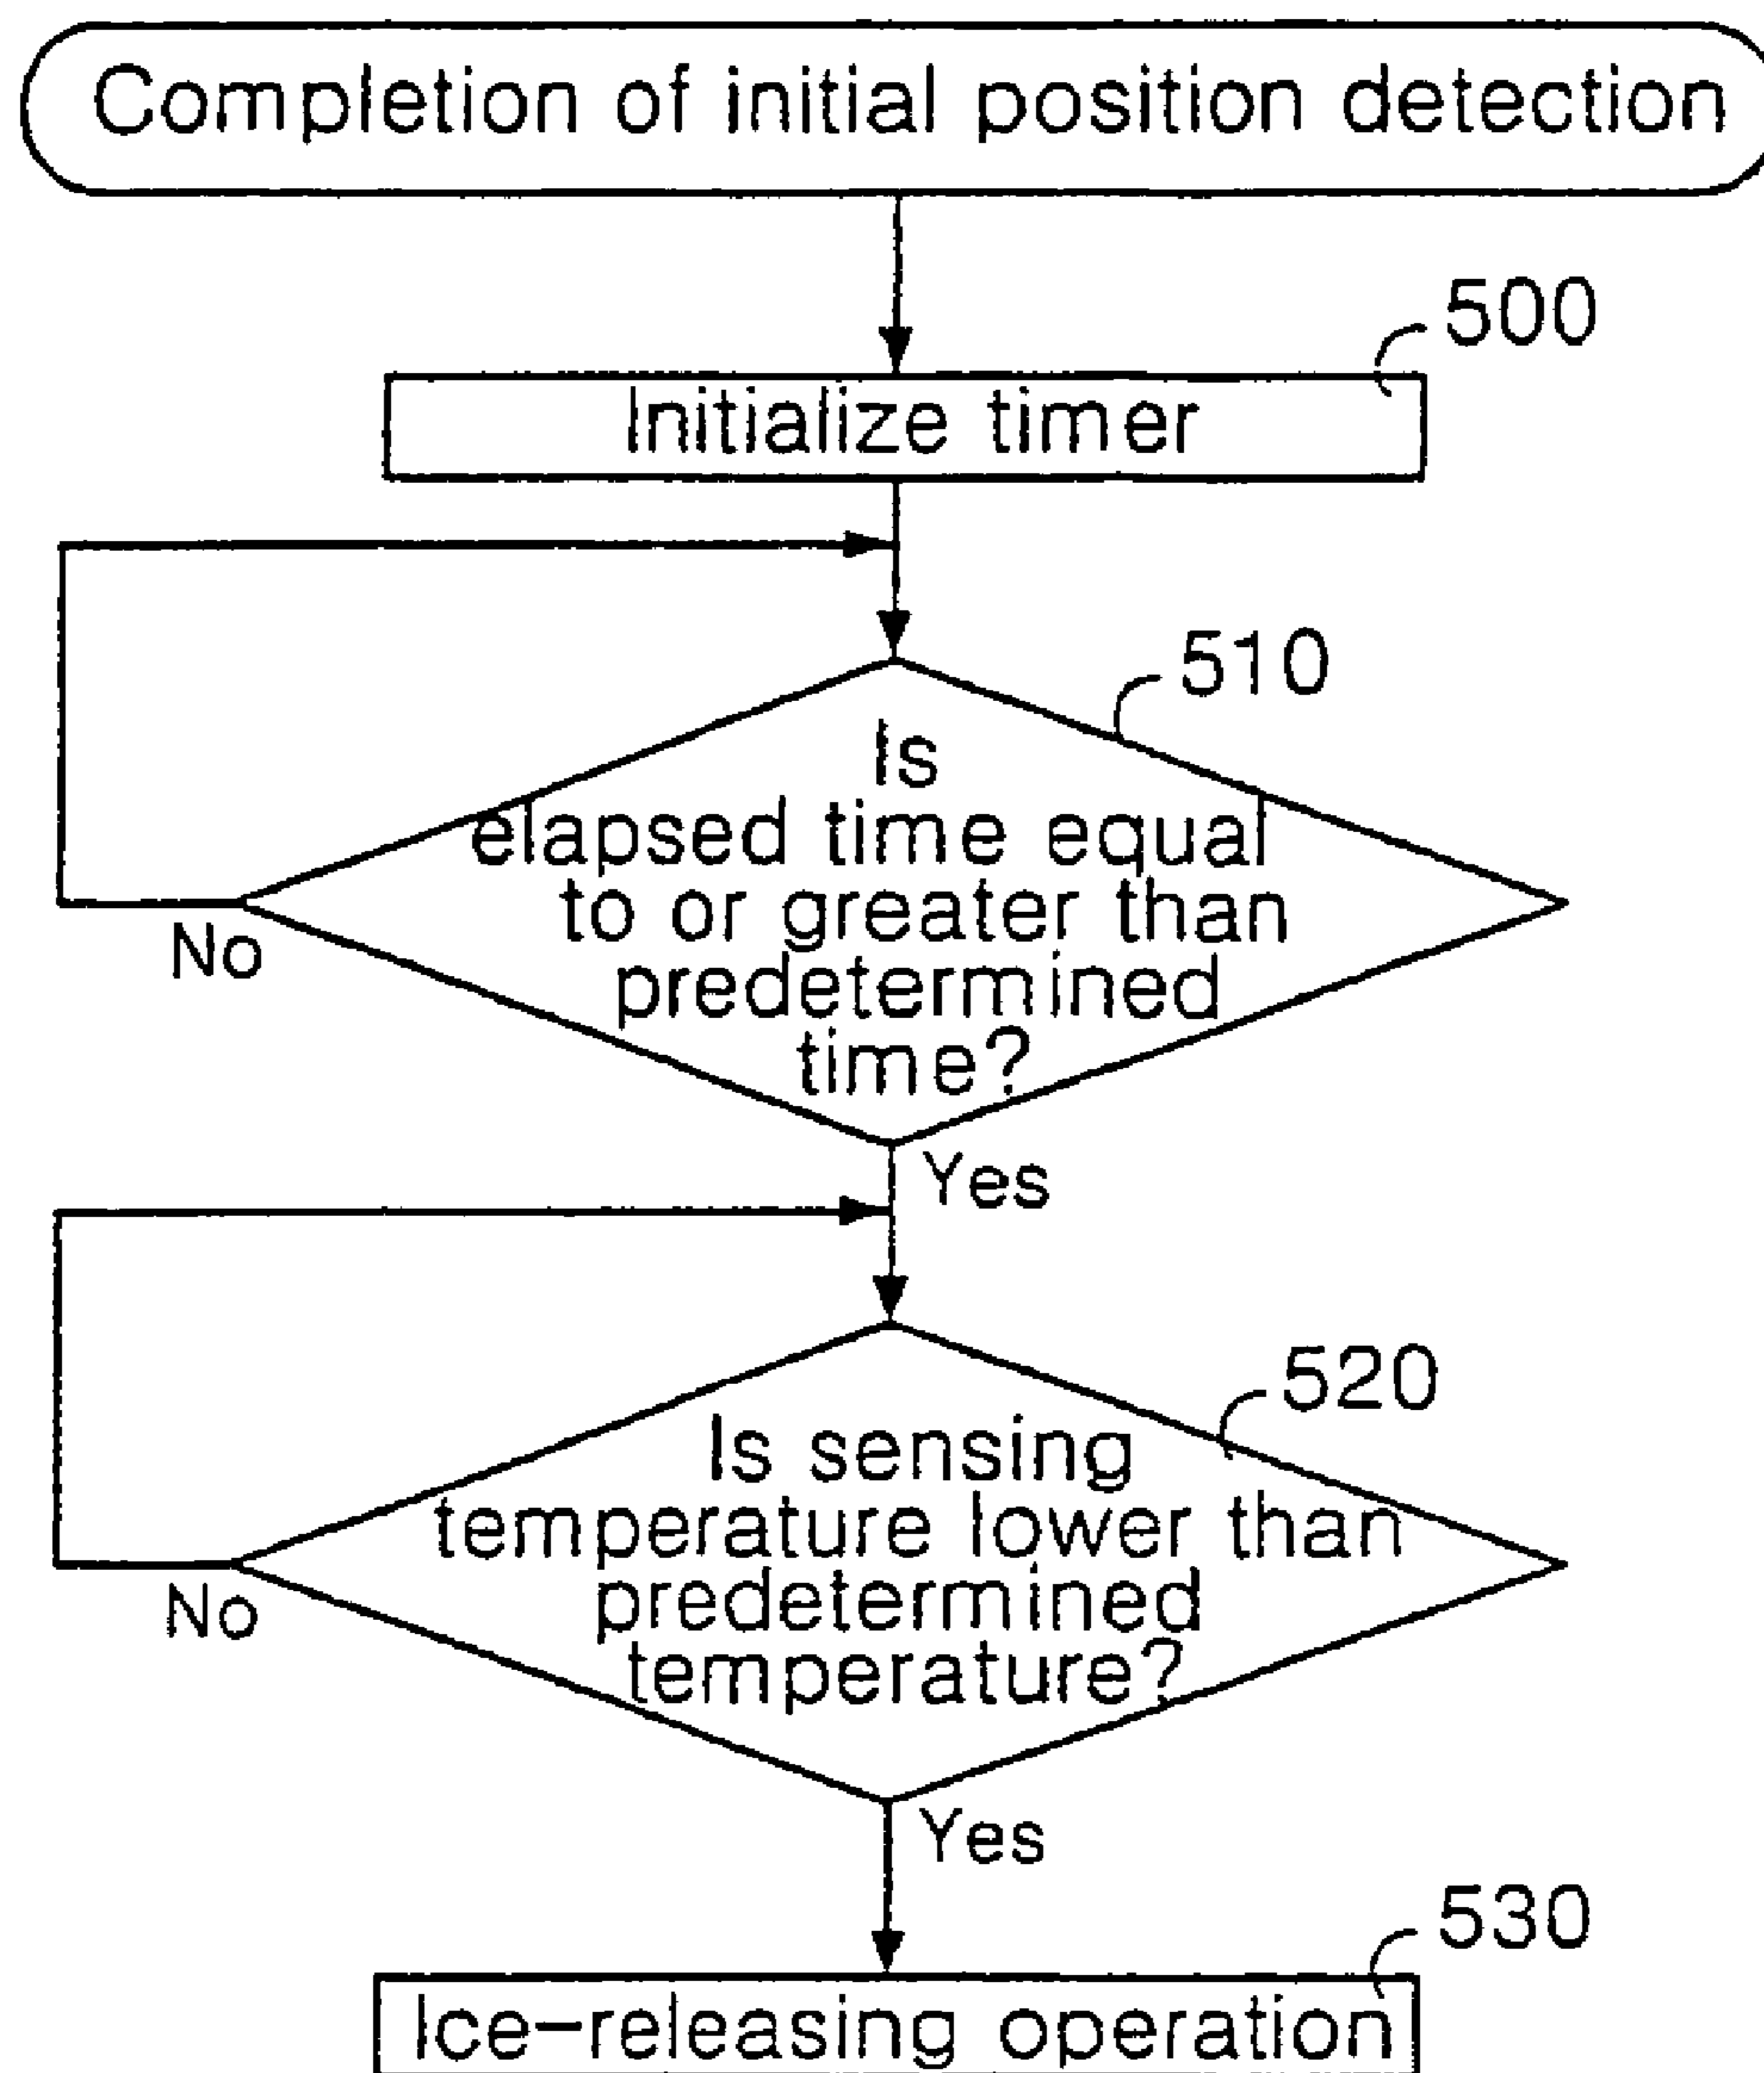 Completion of initial position detection
500
Initialize timer
510
Is
elapsed time equal
to or greater than
predetermined
time?
No
Yes
520
Is sensing
temperature lower than
predetermined
temperature?
No
Yes
530
Ice-releasing operation